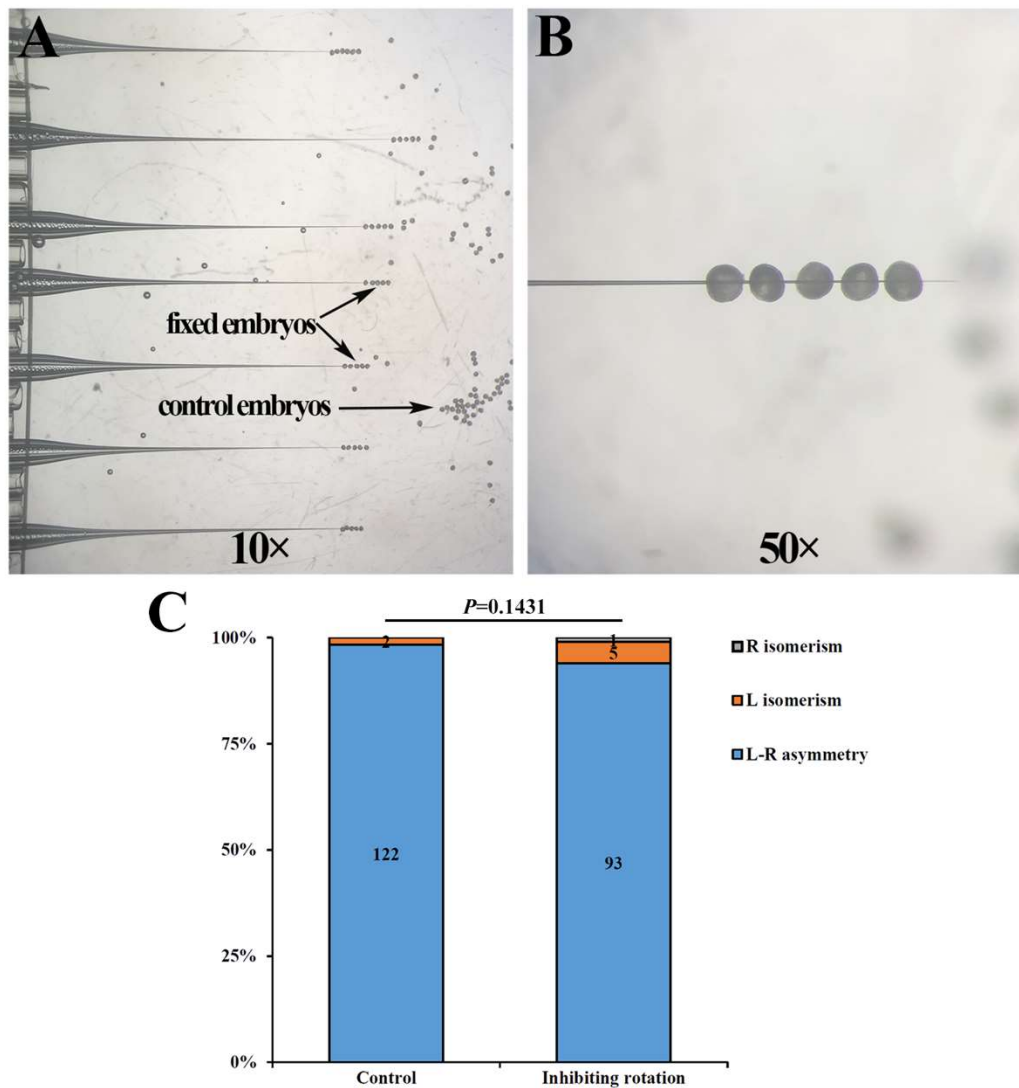 A
B
fixed embryos
control embryos
10×
50×
C
P=0.1431
100%
75%
50%
25%
0%
2
122
1
5
93
R isomerism
L isomerism
L-R asymmetry
Control
Inhibiting rotation